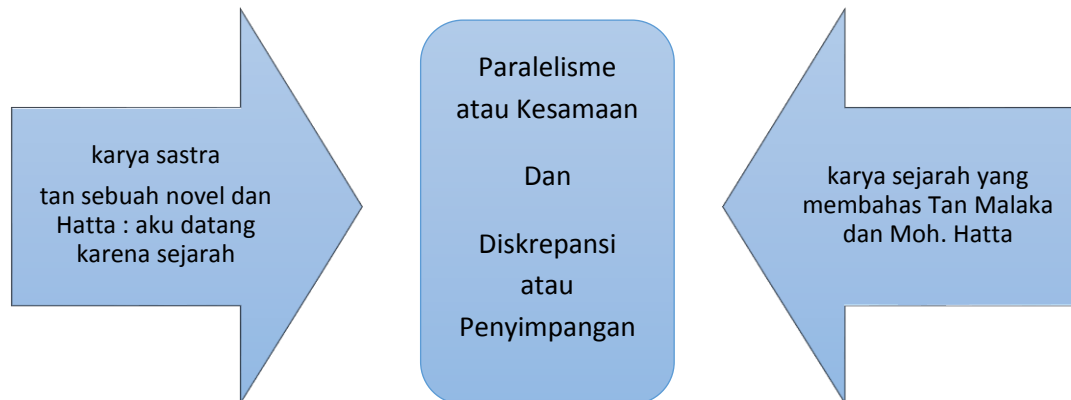 karya sastra
tan sebuah novel dan
Hatta : aku datang
karena sejarah
Paralelisme
atau Kesamaan
Dan
Diskrepansi
atau
Penyimpangan
karya sejarah yang
membahas Tan Malaka
dan Moh. Hatta